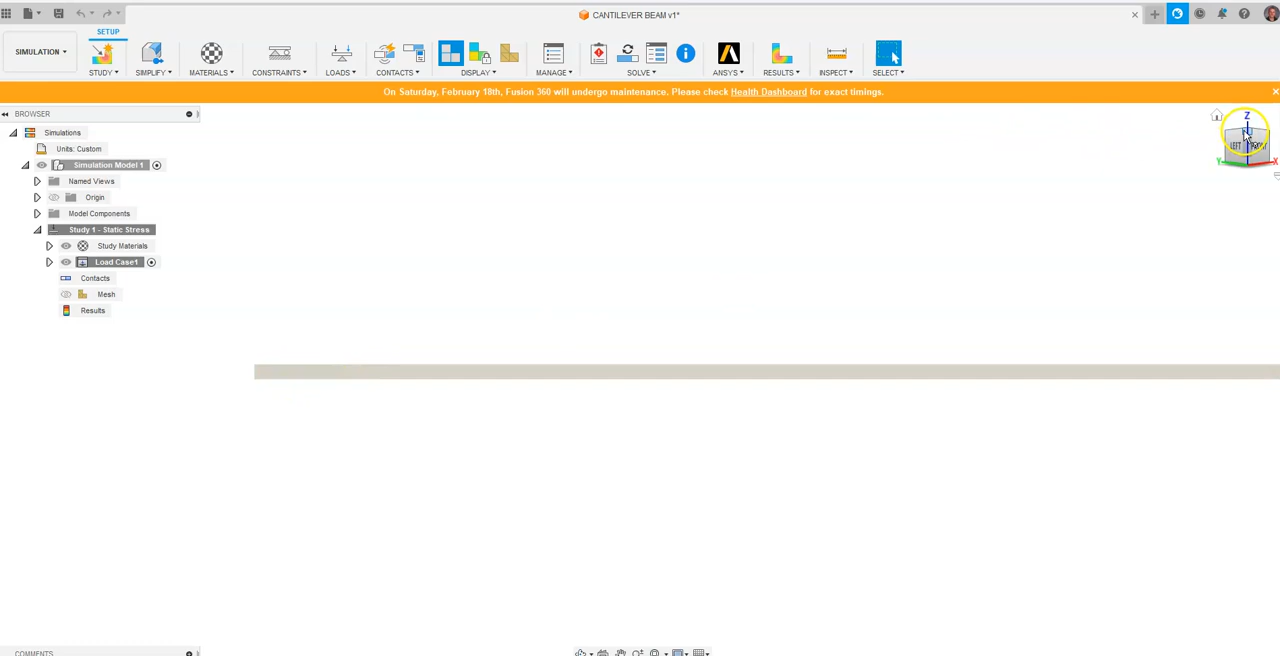 CANTILEVER BEAM v1*
SETUP
SIMULATION
STUDY
SIMPLIFY
MATERIALS
CONSTRAINTS
LOADS
CONTACTS
DISPLAY
MANAGE
SOLVE
ANSYS
RESULTS
INSPECT
SELECT
On Saturday, February 18th, Fusion 360 will undergo maintenance. Please check Health Dashboard for exact timings.
BROWSER
Simulations
Units: Custom
Simulation Model 1
Named Views
Origin
Model Components
Study 1 - Static Stress
Study Materials
Load Case1
Contacts
Mesh
Results
Z
LEFT
FRONT
Y
X
COMMENTS